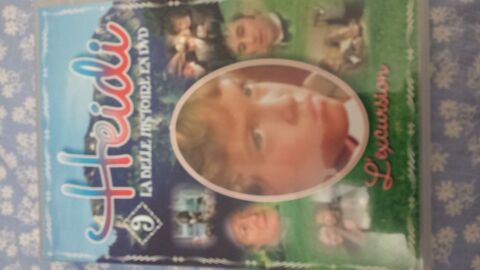 Heidi
LA BELLE HISTOIRE EN DVD
9
L'excursion